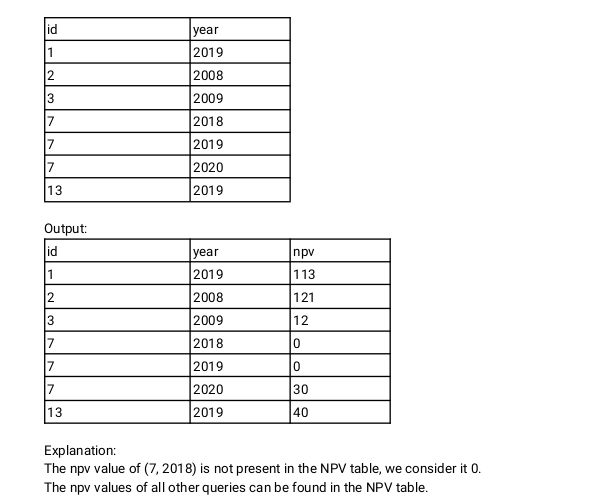 id year
1 2019
2 2008
3 2009
7 2018
7 2019
7 2020
13 2019
Output:
id year npv
1 2019 113
2 2008 121
3 2009 12
7 2018 0
7 2019 0
7 2020 30
13 2019 40
Explanation:
The npv value of (7, 2018) is not present in the NPV table, we consider it 0.
The npv values of all other queries can be found in the NPV table.